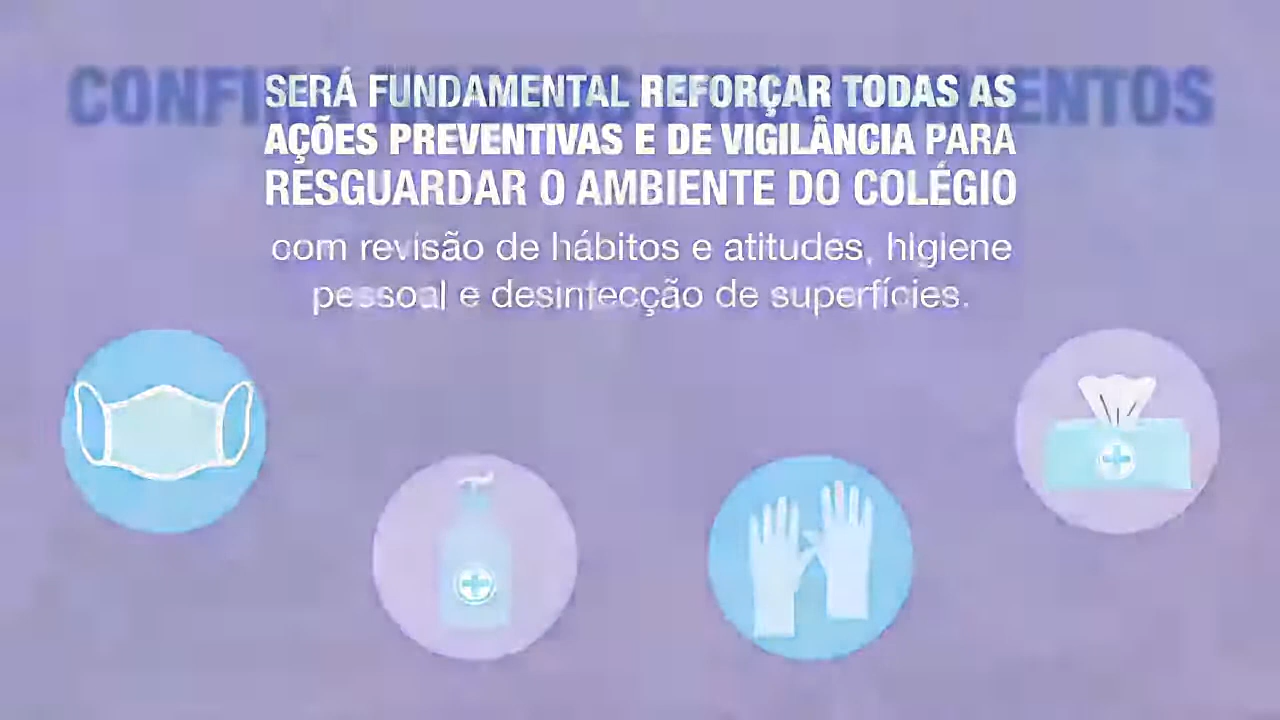 SERÁ FUNDAMENTAL REFORÇAR TODAS AS
AÇÕES PREVENTIVAS E DE VIGILÂNCIA PARA
RESGUARDAR O AMBIENTE DO COLÉGIO
com revisão de hábitos e atitudes, higiene
pessoal e desinfecção de superfícies.